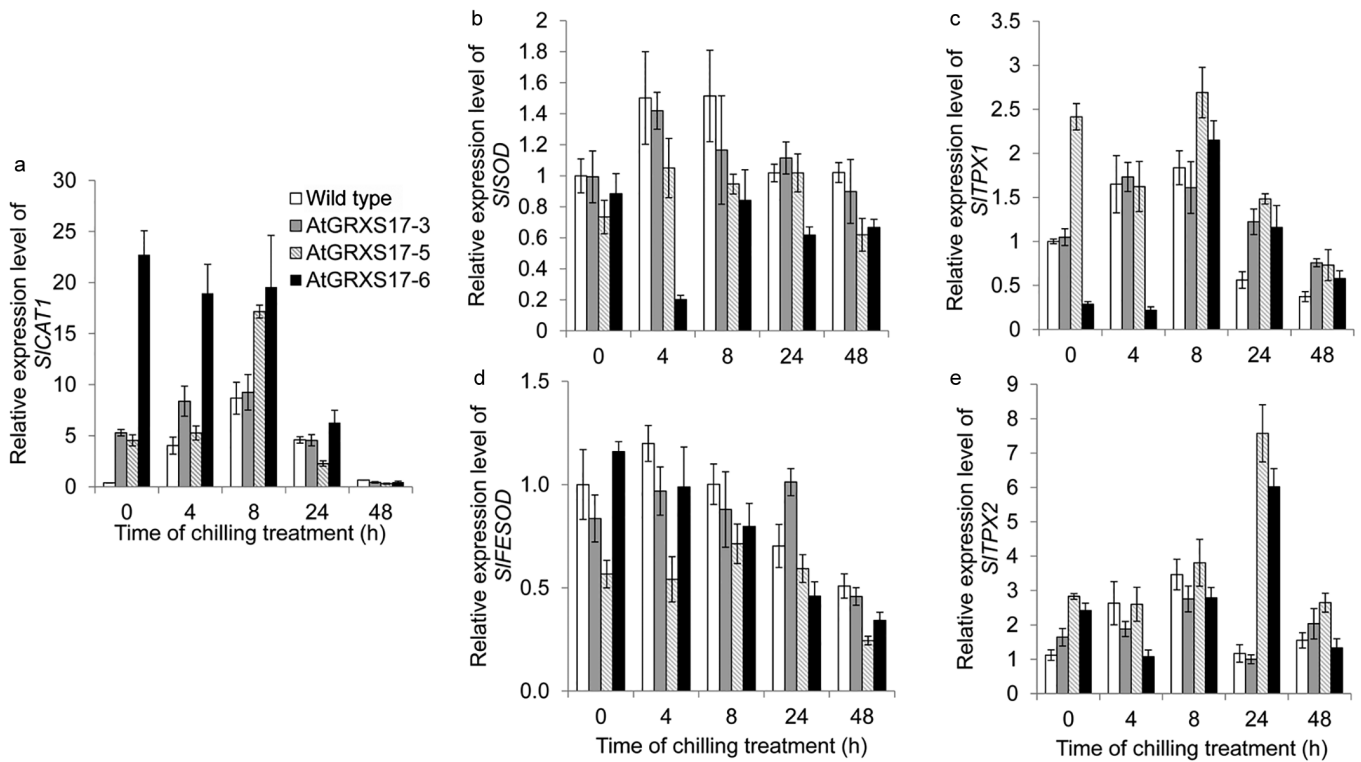 a
Relative expression level of
SlCAT1
30
25
20
15
10
5
0
0 4 8 24 48
Time of chilling treatment (h)
Wild type
AtGRXS17-3
AtGRXS17-5
AtGRXS17-6
b
Relative expression level of
SlSOD
2
1.8
1.6
1.4
1.2
1
0.8
0.6
0.4
0.2
0
0 4 8 24 48
c
Relative expression level of
SlTPX1
3.5
3
2.5
2
1.5
1
0.5
0
0 4 8 24 48
d
Relative expression level of
SlFESOD
1.5
1.0
0.5
0.0
0 4 8 24 48
Time of chilling treatment (h)
e
Relative expression level of
SlTPX2
9
8
7
6
5
4
3
2
1
0
0 4 8 24 48
Time of chilling treatment (h)